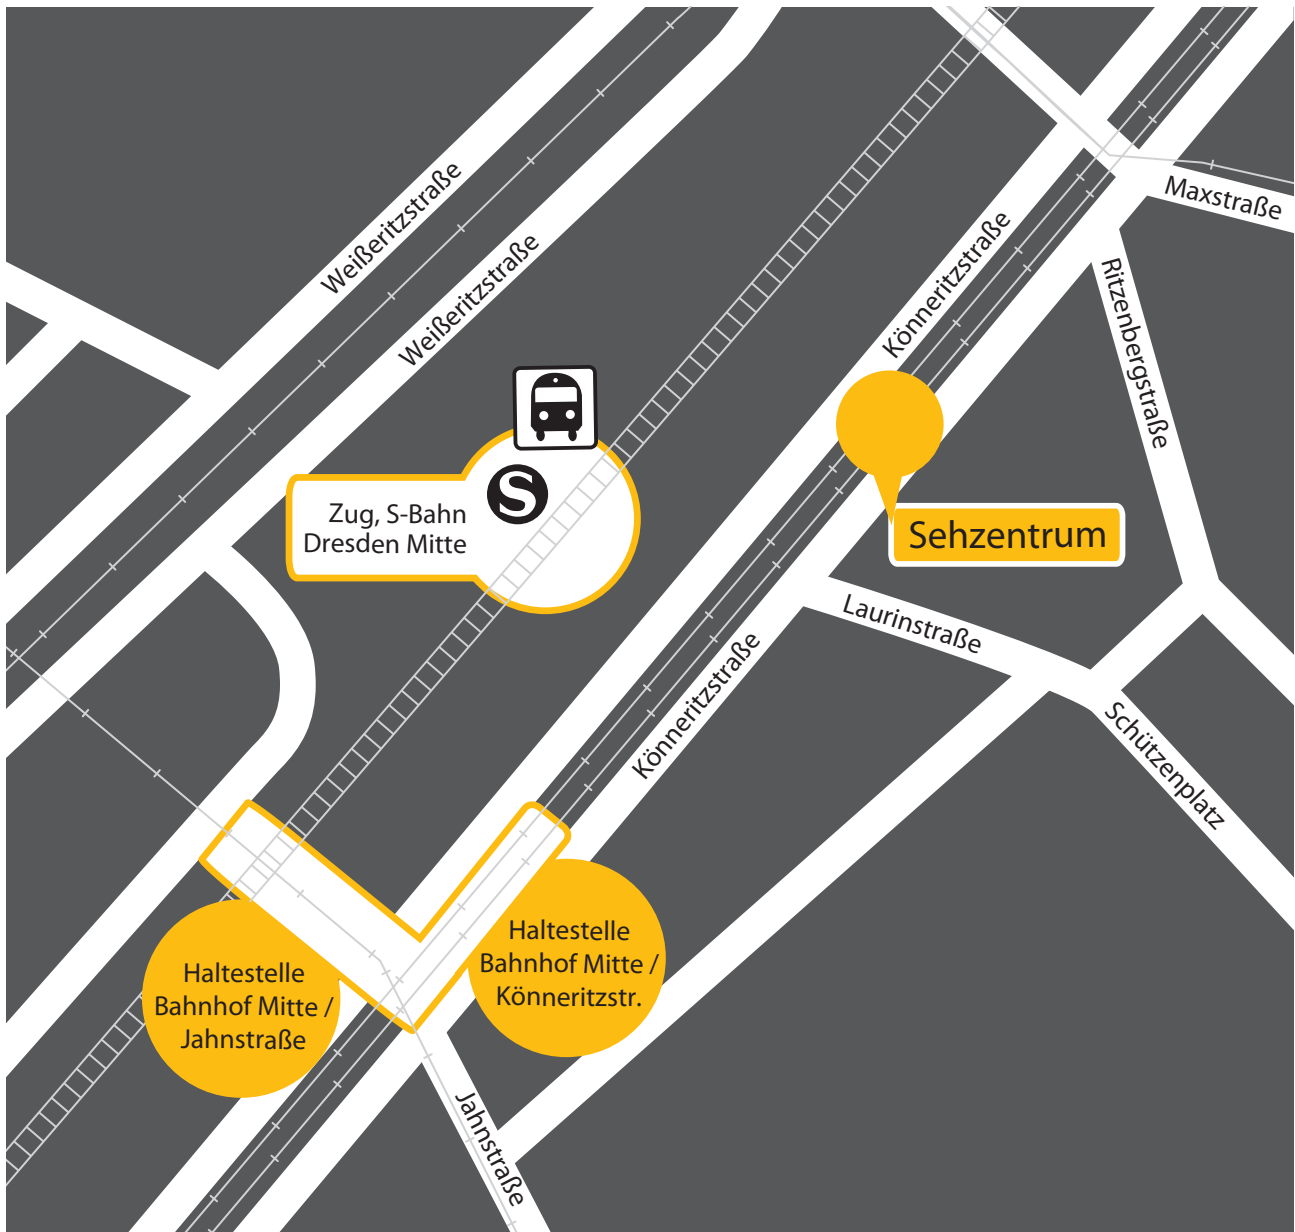 Weißeritzstraße
Weißeritzstraße
Könneritzstraße
Maxstraße
Ritzenbergstraße
S
Zug, S-Bahn
Dresden Mitte
Sehzentrum
Laurinstraße
Könneritzstraße
Schützenplatz
Haltestelle
Bahnhof Mitte /
Könneritzstr.
Haltestelle
Bahnhof Mitte /
Jahnstraße
Jahnstraße